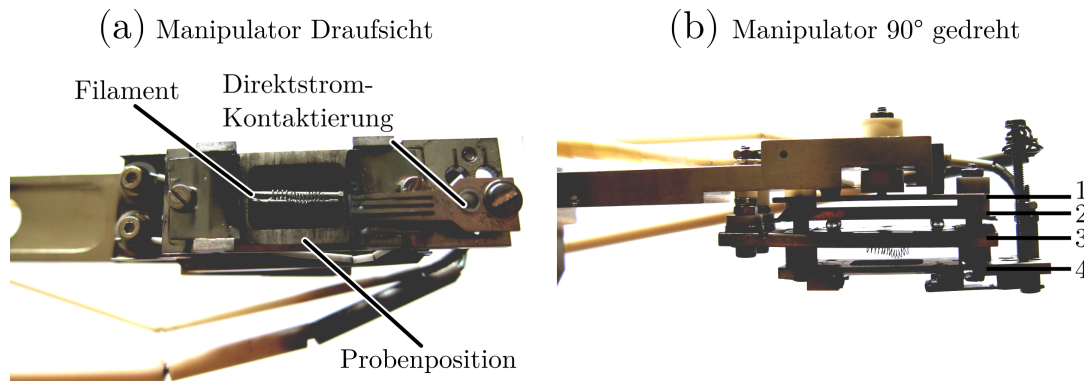 (a) Manipulator Draufsicht
Filament
Direktstrom-
Kontaktierung
Probenposition
(b) Manipulator 90° gedreht
1
2
3
4